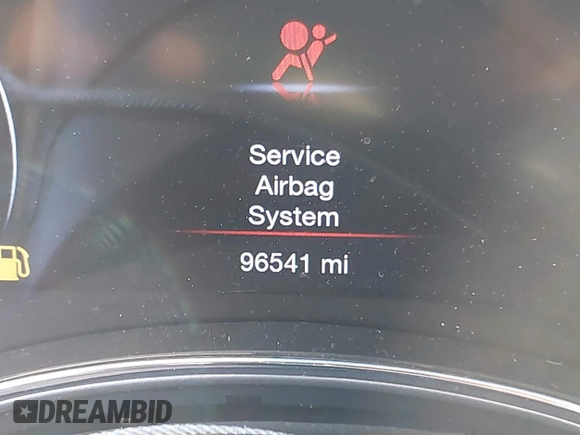 Service
Airbag
System
96541 mi
DREAMBID